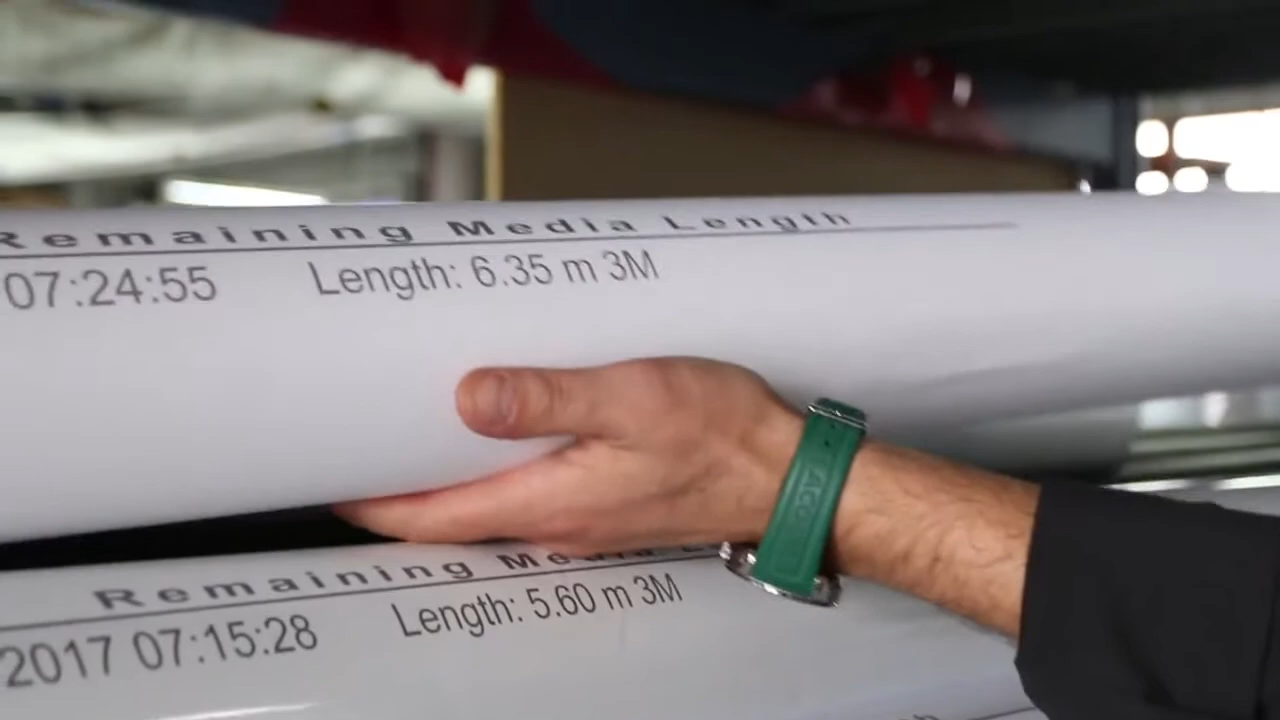 Remaining Media Length
07:24:55 Length: 6.35 m 3M
Remaining Media
2017 07:15:28 Length: 5.60 m 3M